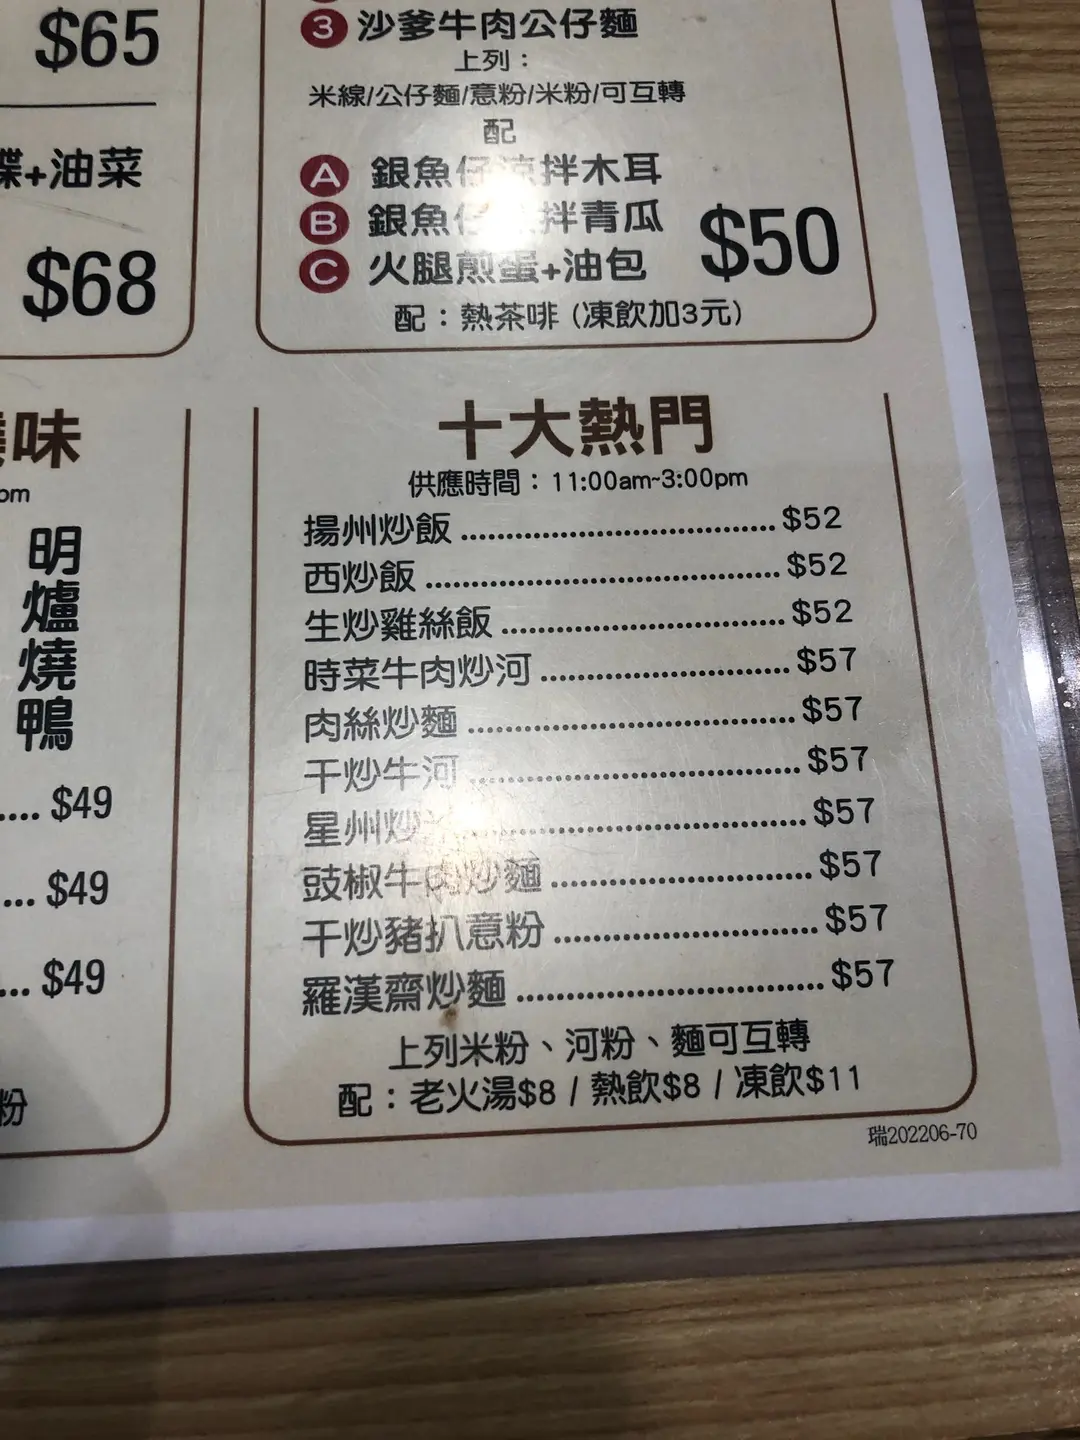 $65
+油菜
$68
味
pm
明爐燒鴨
.... $49
... $49
... $49
粉
3 沙爹牛肉公仔麵
上列：
米線/公仔麵/意粉/米粉/可互轉
配
A 銀魚仔 拌木耳
B 銀魚仔 拌青瓜
$50
C 火腿煎蛋+油包
配：熱茶啡 (凍飲加3元)
十大熱門
供應時間：11:00am~3:00pm
揚州炒飯 $52
西炒飯 $52
生炒雞絲飯 $52
時菜牛肉炒河 $57
肉絲炒麵 $57
干炒牛河 $57
星州炒 $57
豉椒牛肉炒麵 $57
干炒豬扒意粉 $57
羅漢齋炒麵 $57
上列米粉、河粉、麵可互轉
配：老火湯$8 / 熱飲$8 / 凍飲$11
瑞202206-70